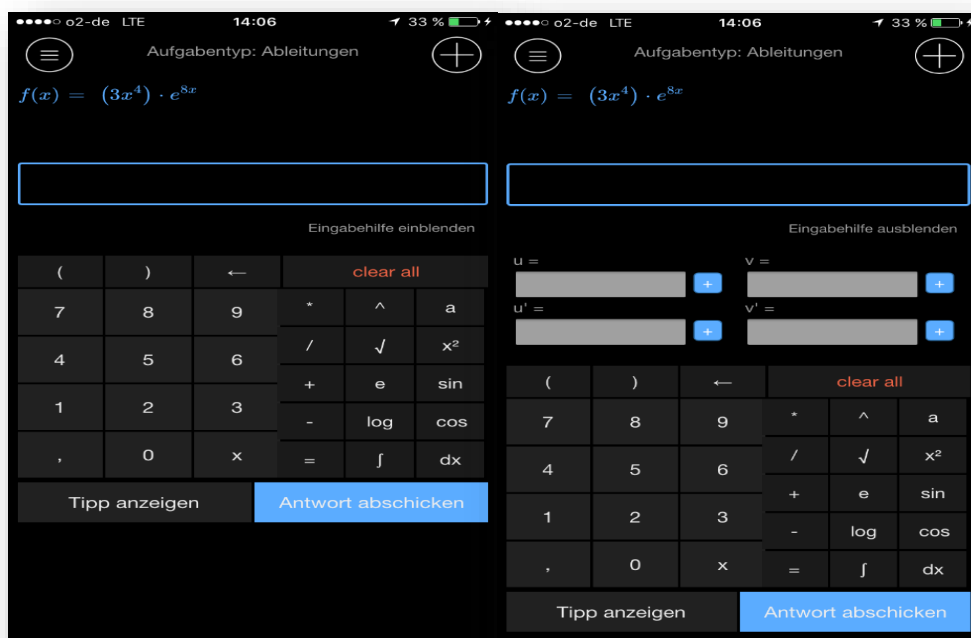 o2-de LTE 14:06 33 %
Aufgabentyp: Ableitungen
f(x) = (3x⁴) · e⁸ˣ
Eingabehilfe einblenden
( ) ← clear all
7 8 9 * ^ a
4 5 6 / √ x²
1 2 3 + e sin
, 0 x - log cos
= ∫ dx
Tipp anzeigen Antwort abschicken
o2-de LTE 14:06 33 %
Aufgabentyp: Ableitungen
f(x) = (3x⁴) · e⁸ˣ
Eingabehilfe ausblenden
u = v =
+ +
u' = v' =
+ +
( ) ← clear all
7 8 9 * ^ a
4 5 6 / √ x²
1 2 3 + e sin
, 0 x - log cos
= ∫ dx
Tipp anzeigen Antwort abschicken